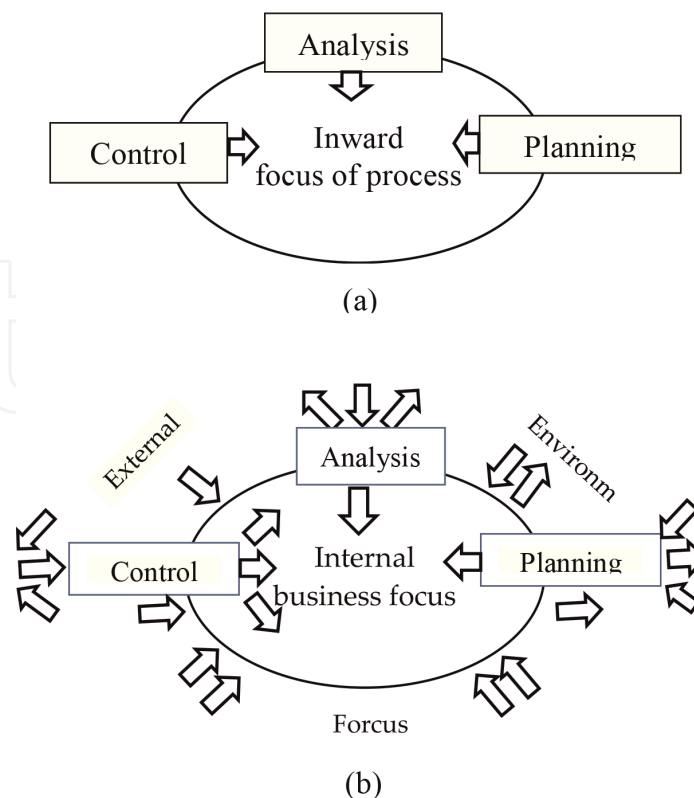 Analysis
Control
Inward
focus of process
Planning
(a)
External
Environm
Analysis
Control
Internal
business focus
Planning
Forcus
(b)